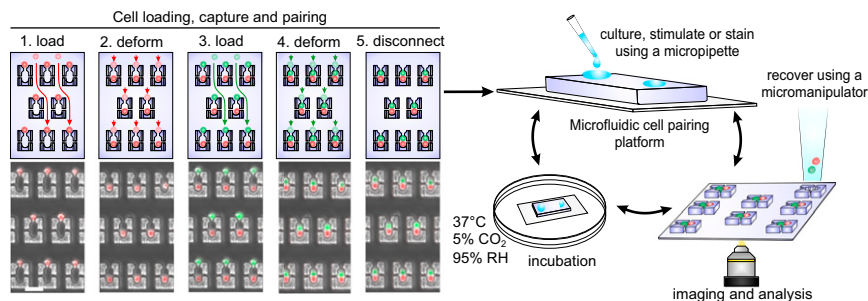 Cell loading, capture and pairing
1. load
2. deform
3. load
4. deform
5. disconnect
culture, stimulate or stain
using a micropipette
recover using a
micromanipulator
Microfluidic cell pairing
platform
37°C
5% CO₂
95% RH
incubation
imaging and analysis